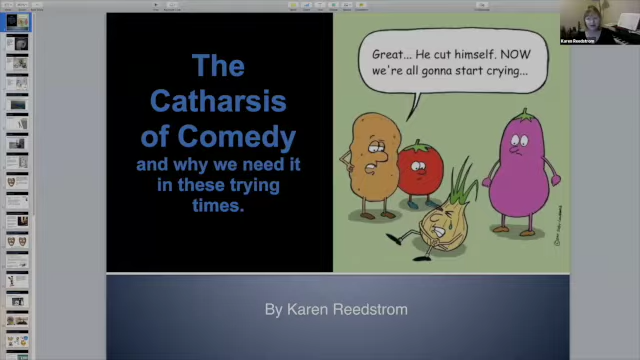 The
Catharsis
of Comedy
and why we need it
in these trying
times.
Great... He cut himself. NOW
we're all gonna start crying...
By Karen Reedstrom
Karen Reedstrom